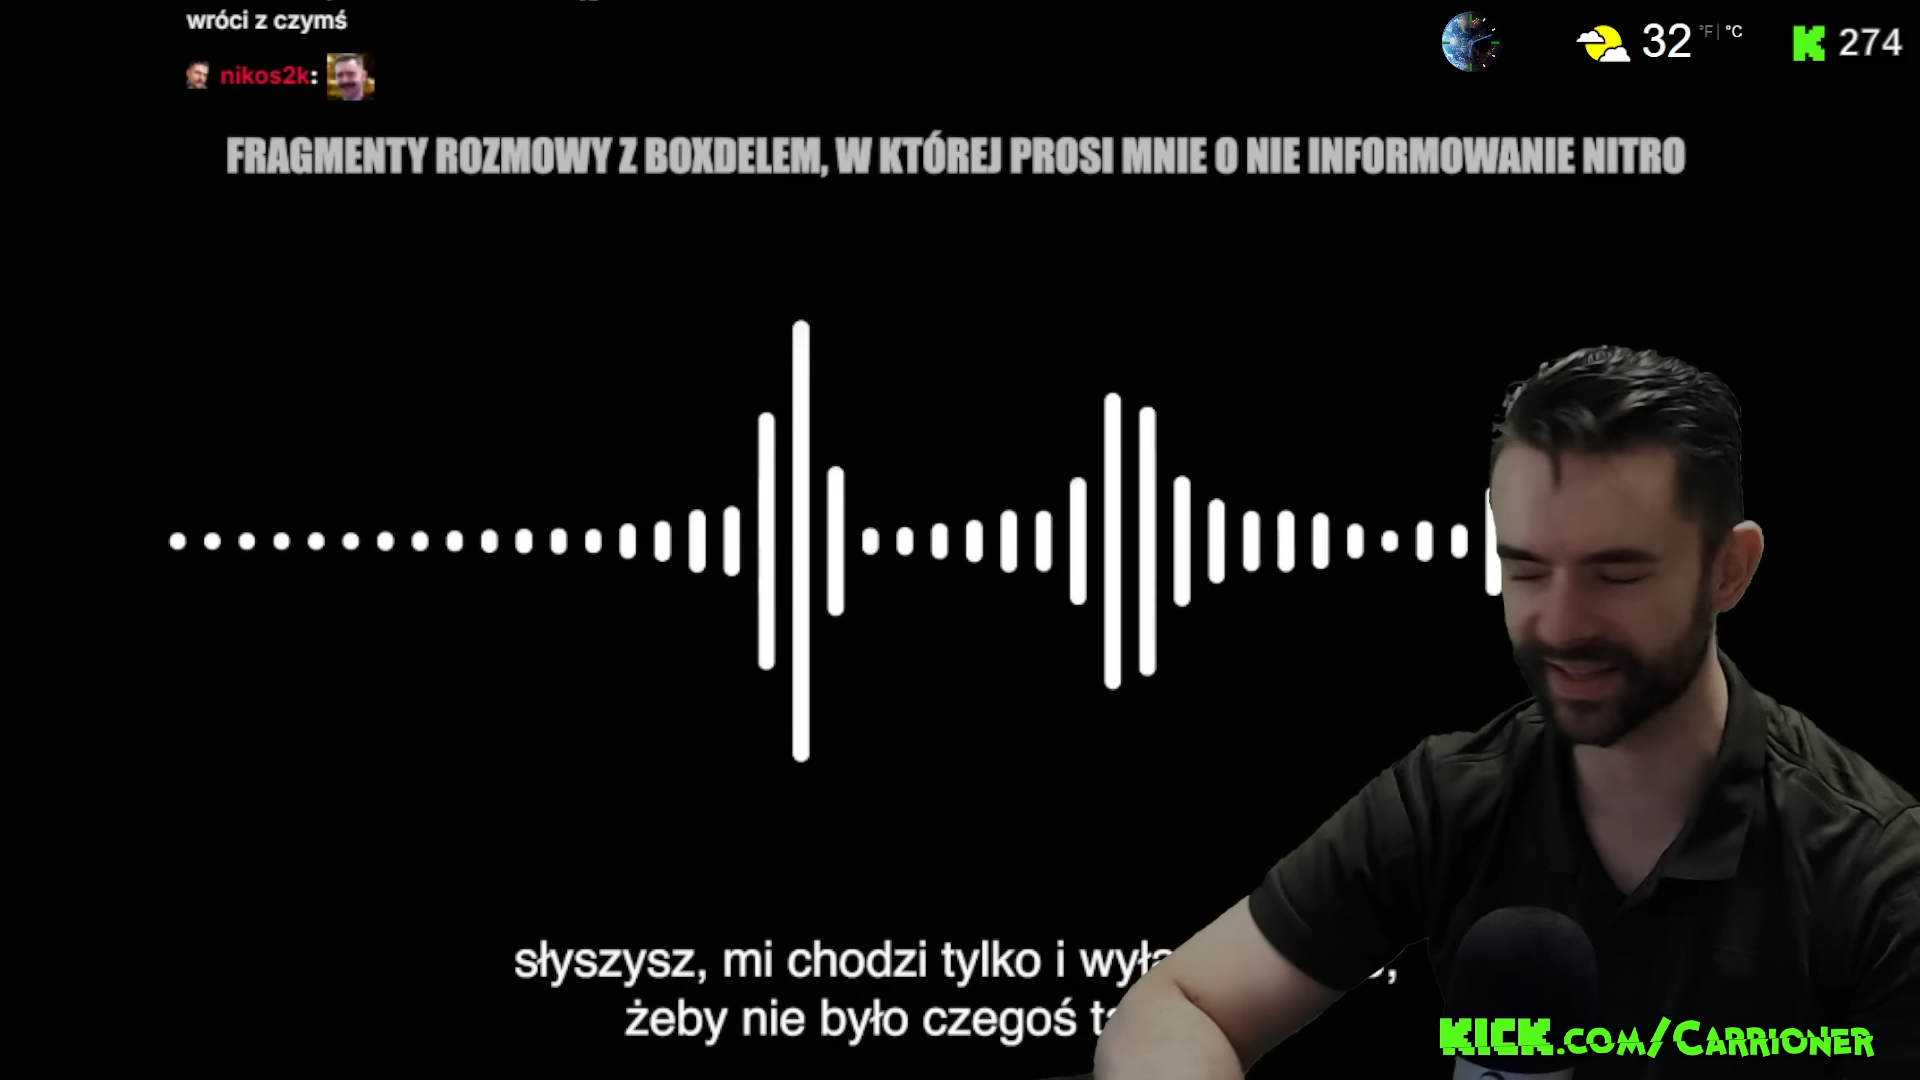 wróci z czymś
nikos2k:
32 °F | °C
274
FRAGMENTY ROZMOWY Z BOXDELEM, W KTÓREJ PROSI MNIE O NIE INFORMOWANIE NITRO
słyszysz, mi chodzi tylko i
żeby nie było czegoś
KICK.com/Carrioner